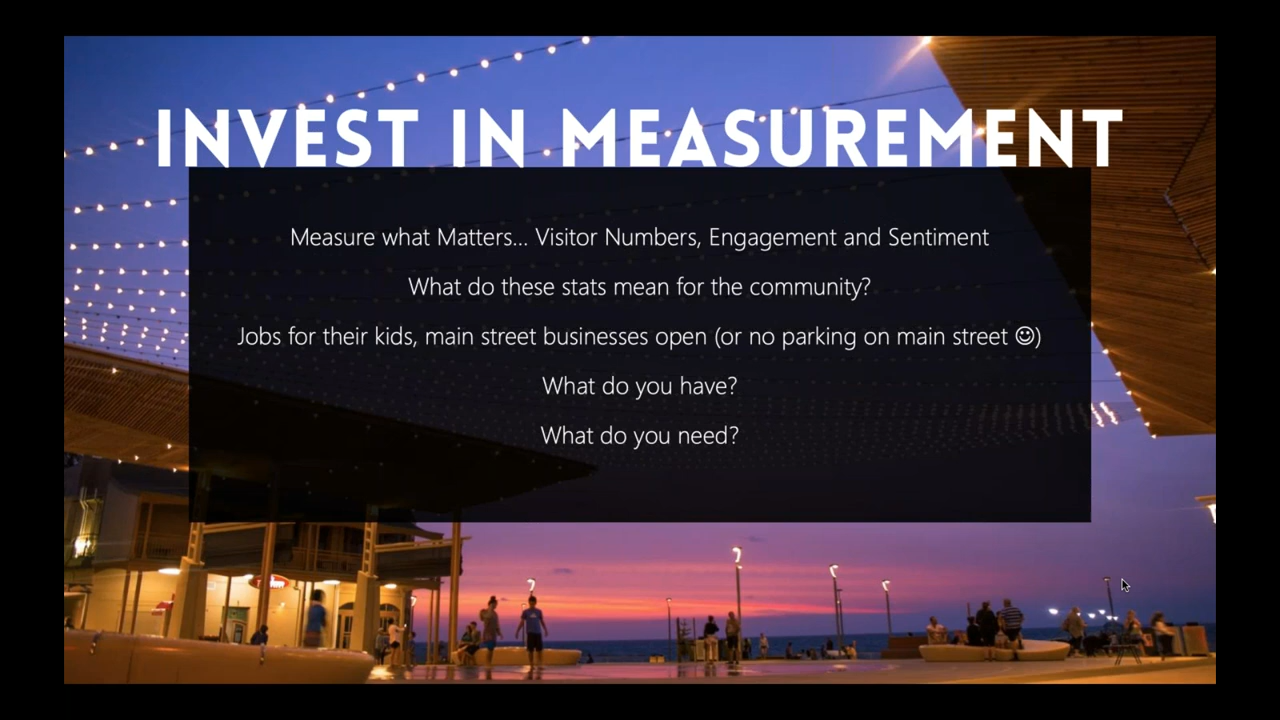 INVEST IN MEASUREMENT
Measure what Matters... Visitor Numbers, Engagement and Sentiment
What do these stats mean for the community?
Jobs for their kids, main street businesses open (or no parking on main street ☺)
What do you have?
What do you need?